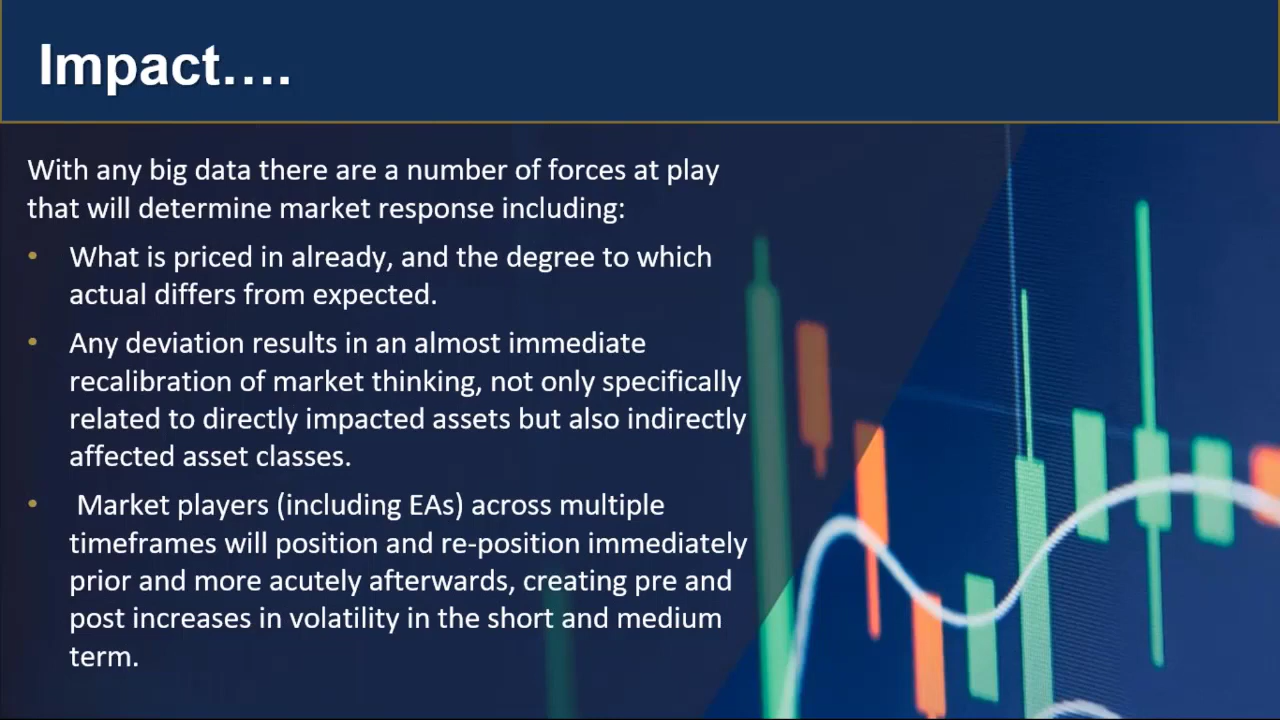 Impact....
With any big data there are a number of forces at play
that will determine market response including:
• What is priced in already, and the degree to which
actual differs from expected.
• Any deviation results in an almost immediate
recalibration of market thinking, not only specifically
related to directly impacted assets but also indirectly
affected asset classes.
• Market players (including EAs) across multiple
timeframes will position and re-position immediately
prior and more acutely afterwards, creating pre and
post increases in volatility in the short and medium
term.